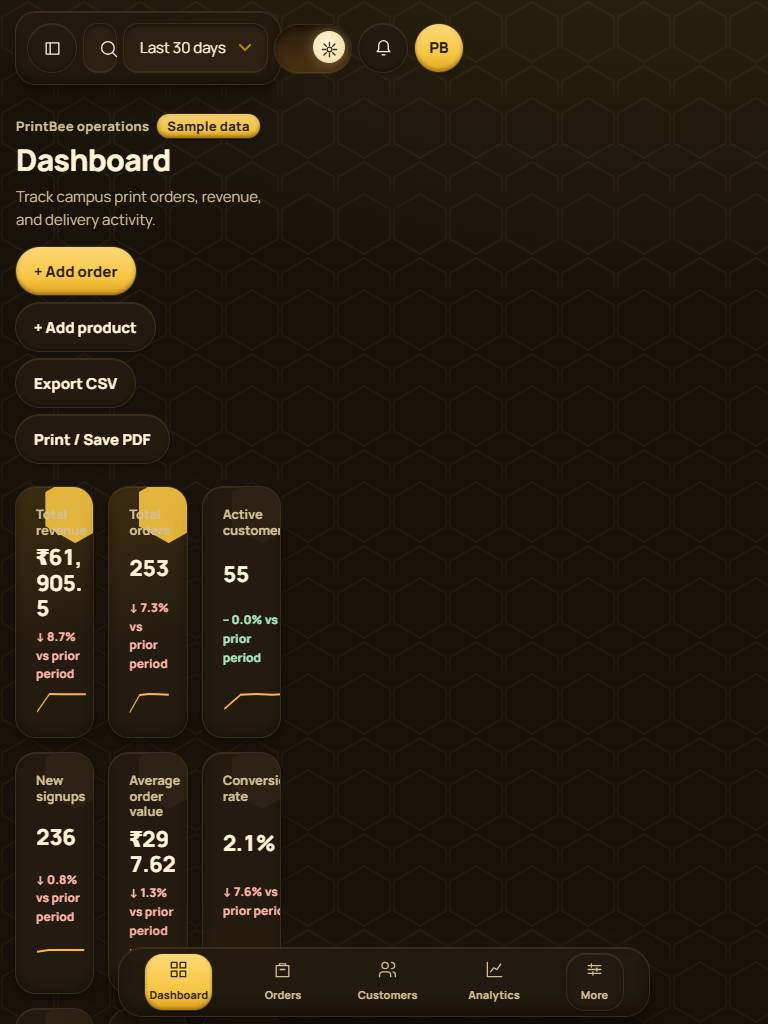 Last 30 days
PB
PrintBee operations
Sample data
Dashboard
Track campus print orders, revenue,
and delivery activity.
+ Add order
+ Add product
Export CSV
Print / Save PDF
Total
revenue
₹61,
905.
5
↓ 8.7%
vs prior
period
Total
orders
253
↓ 7.3%
vs
prior
period
Active
customer
55
− 0.0% vs
prior
period
New
signups
236
↓ 0.8%
vs prior
period
Average
order
value
₹29
7.62
↓ 1.3%
vs prior
period
Conversi
rate
2.1%
↓ 7.6% vs
prior perio
Dashboard
Orders
Customers
Analytics
More